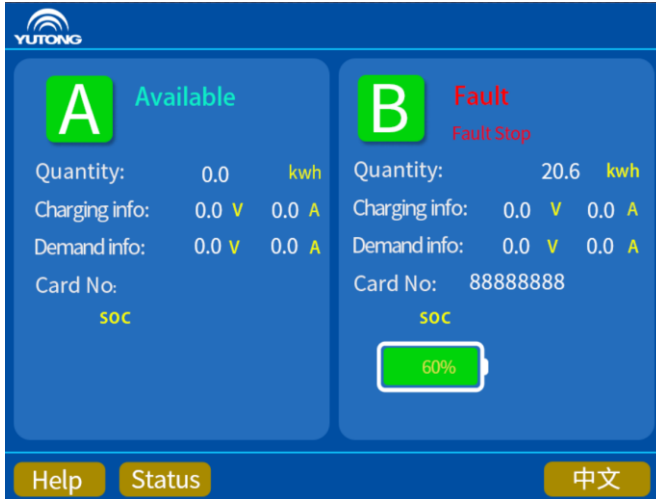 YUTONG
A Available
Quantity: 0.0 kwh
Charging info: 0.0 V 0.0 A
Demand info: 0.0 V 0.0 A
Card No:
soc
B Fault
Fault Stop
Quantity: 20.6 kwh
Charging info: 0.0 V 0.0 A
Demand info: 0.0 V 0.0 A
Card No: 88888888
soc
60%
Help Status 中文